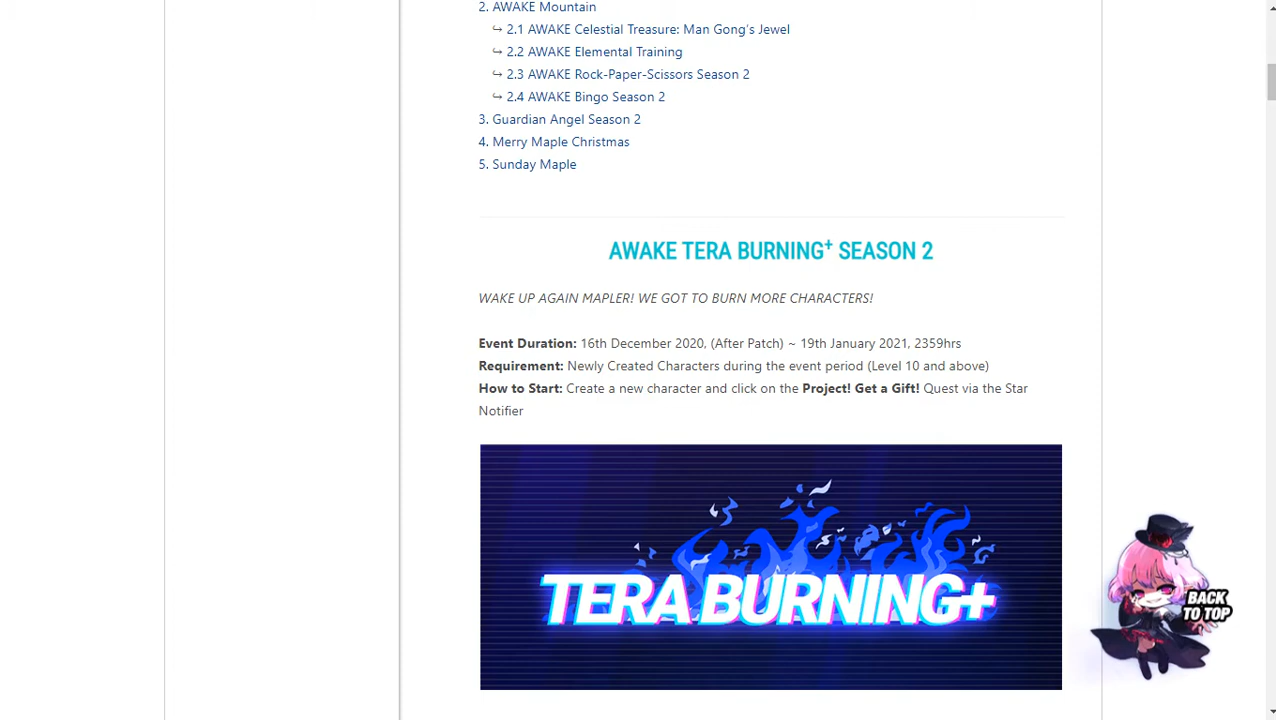 2. AWAKE Mountain
↪ 2.1 AWAKE Celestial Treasure: Man Gong’s Jewel
↪ 2.2 AWAKE Elemental Training
↪ 2.3 AWAKE Rock-Paper-Scissors Season 2
↪ 2.4 AWAKE Bingo Season 2
3. Guardian Angel Season 2
4. Merry Maple Christmas
5. Sunday Maple
AWAKE TERA BURNING+ SEASON 2
WAKE UP AGAIN MAPLER! WE GOT TO BURN MORE CHARACTERS!
Event Duration: 16th December 2020, (After Patch) ~ 19th January 2021, 2359hrs
Requirement: Newly Created Characters during the event period (Level 10 and above)
How to Start: Create a new character and click on the Project! Get a Gift! Quest via the Star
Notifier
TERA BURNING+
BACK
TO TOP